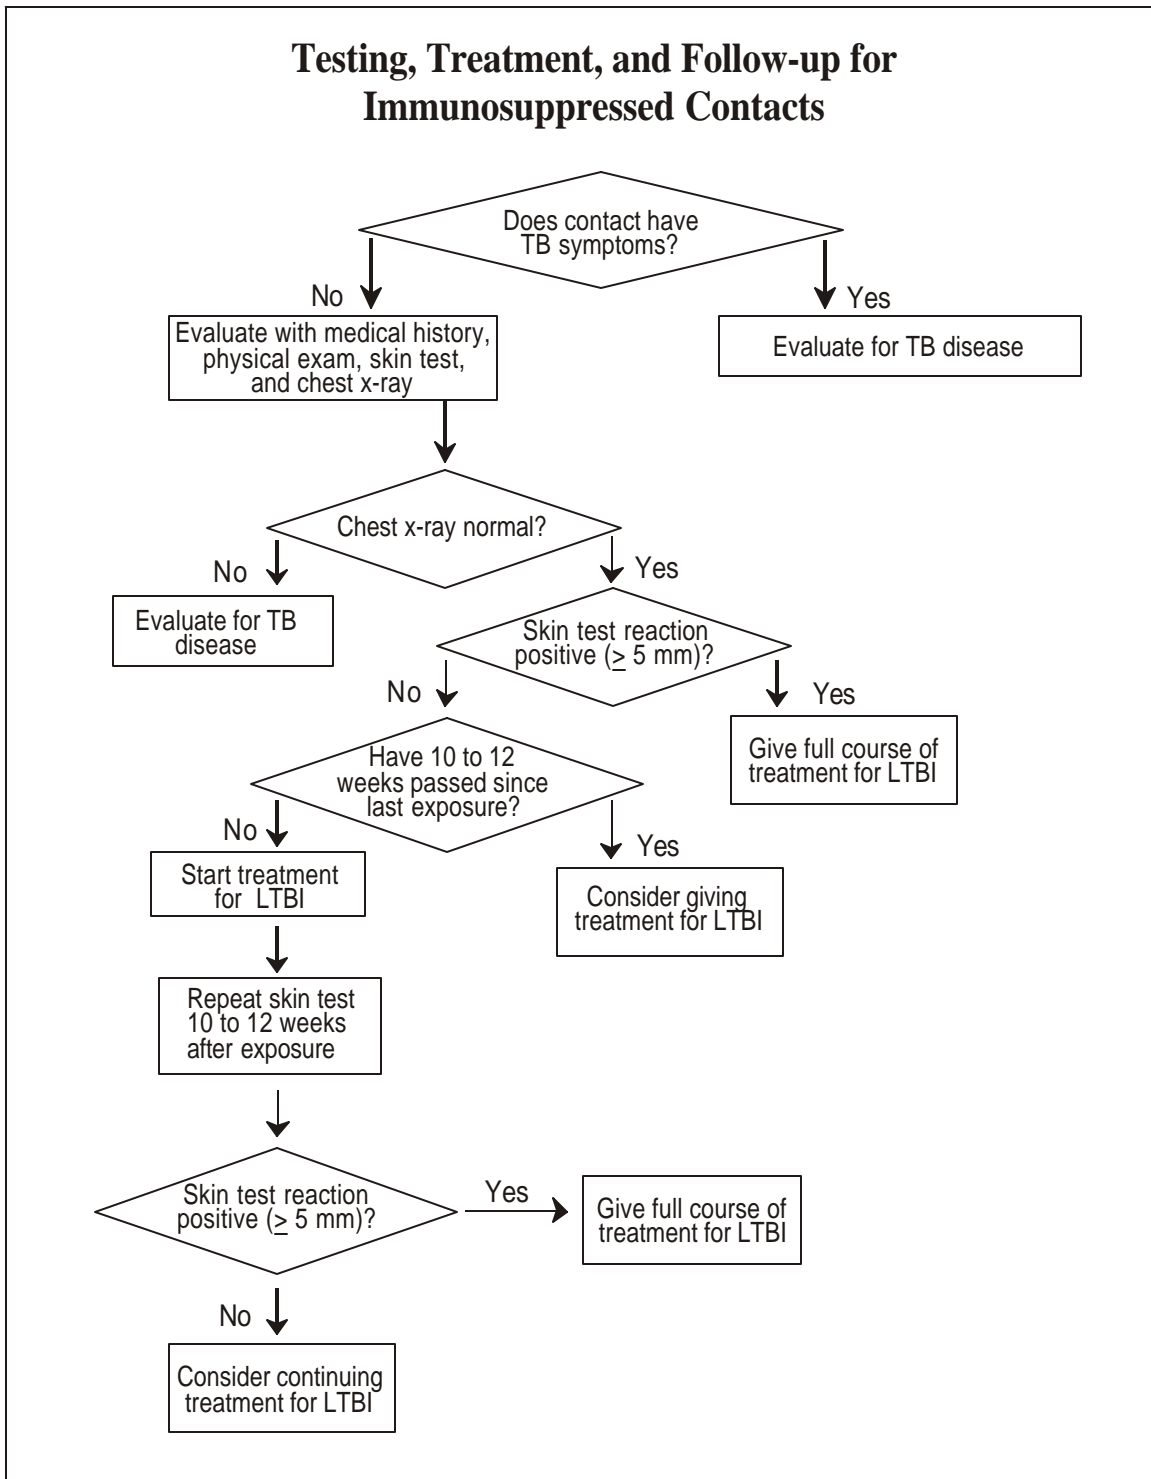 Testing, Treatment, and Follow-up for
Immunosuppressed Contacts
Does contact have
TB symptoms?
No
Yes
Evaluate with medical history,
physical exam, skin test,
and chest x-ray
Evaluate for TB disease
Chest x-ray normal?
No
Yes
Evaluate for TB
disease
Skin test reaction
positive (≥ 5 mm)?
No
Yes
Have 10 to 12
weeks passed since
last exposure?
Give full course of
treatment for LTBI
No
Yes
Start treatment
for LTBI
Consider giving
treatment for LTBI
Repeat skin test
10 to 12 weeks
after exposure
Skin test reaction
positive (≥ 5 mm)?
Yes
Give full course of
treatment for LTBI
No
Consider continuing
treatment for LTBI